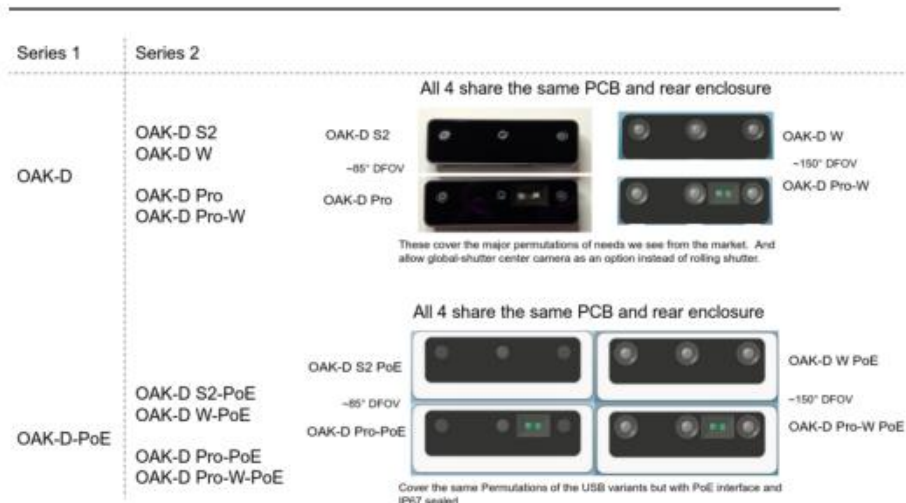 Series 1
Series 2
All 4 share the same PCB and rear enclosure
OAK-D
OAK-D S2
OAK-D W
OAK-D Pro
OAK-D Pro-W
OAK-D S2
~85° DFOV
OAK-D Pro
OAK-D W
~150° DFOV
OAK-D Pro-W
These cover the major permutations of needs we see from the market. And
allow global-shutter center camera as an option instead of rolling shutter.
All 4 share the same PCB and rear enclosure
OAK-D-PoE
OAK-D S2-PoE
OAK-D W-PoE
OAK-D Pro-PoE
OAK-D Pro-W-PoE
OAK-D S2 PoE
~85° DFOV
OAK-D Pro-PoE
OAK-D W PoE
~150° DFOV
OAK-D Pro-W PoE
Cover the same Permutations of the USB variants but with PoE interface and
IP67 sealed